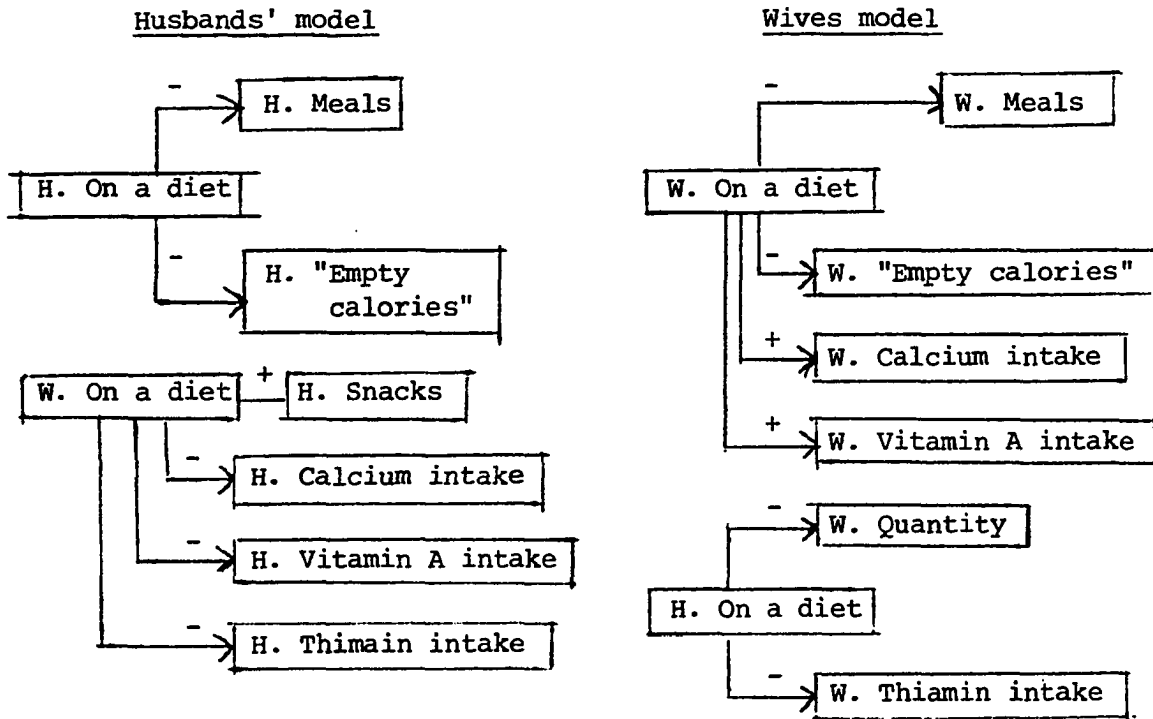 Husbands' model
-
H. Meals
H. On a diet
-
H. "Empty
calories"
W. On a diet
+
H. Snacks
-
H. Calcium intake
-
H. Vitamin A intake
-
H. Thimain intake
Wives model
-
W. Meals
W. On a diet
-
W. "Empty calories"
+
W. Calcium intake
+
W. Vitamin A intake
-
W. Quantity
H. On a diet
-
W. Thiamin intake